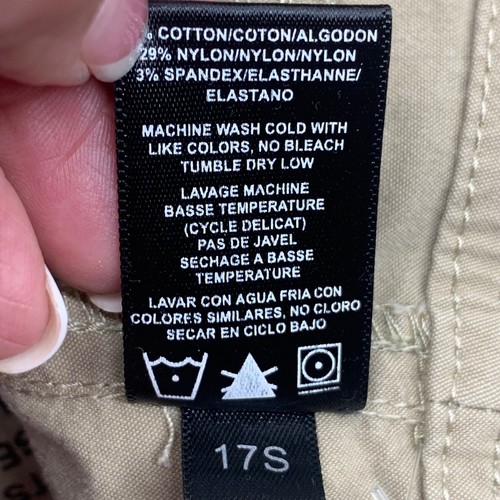 % COTTON/COTON/ALGODON
29% NYLON/NYLON/NYLON
3% SPANDEX/ELASTHANNE/
ELASTANO
MACHINE WASH COLD WITH
LIKE COLORS, NO BLEACH
TUMBLE DRY LOW
LAVAGE MACHINE
BASSE TEMPERATURE
(CYCLE DELICAT)
PAS DE JAVEL
SECHAGE A BASSE
TEMPERATURE
LAVAR CON AGUA FRIA CON
COLORES SIMILARES, NO CLORO
SECAR EN CICLO BAJO
17S